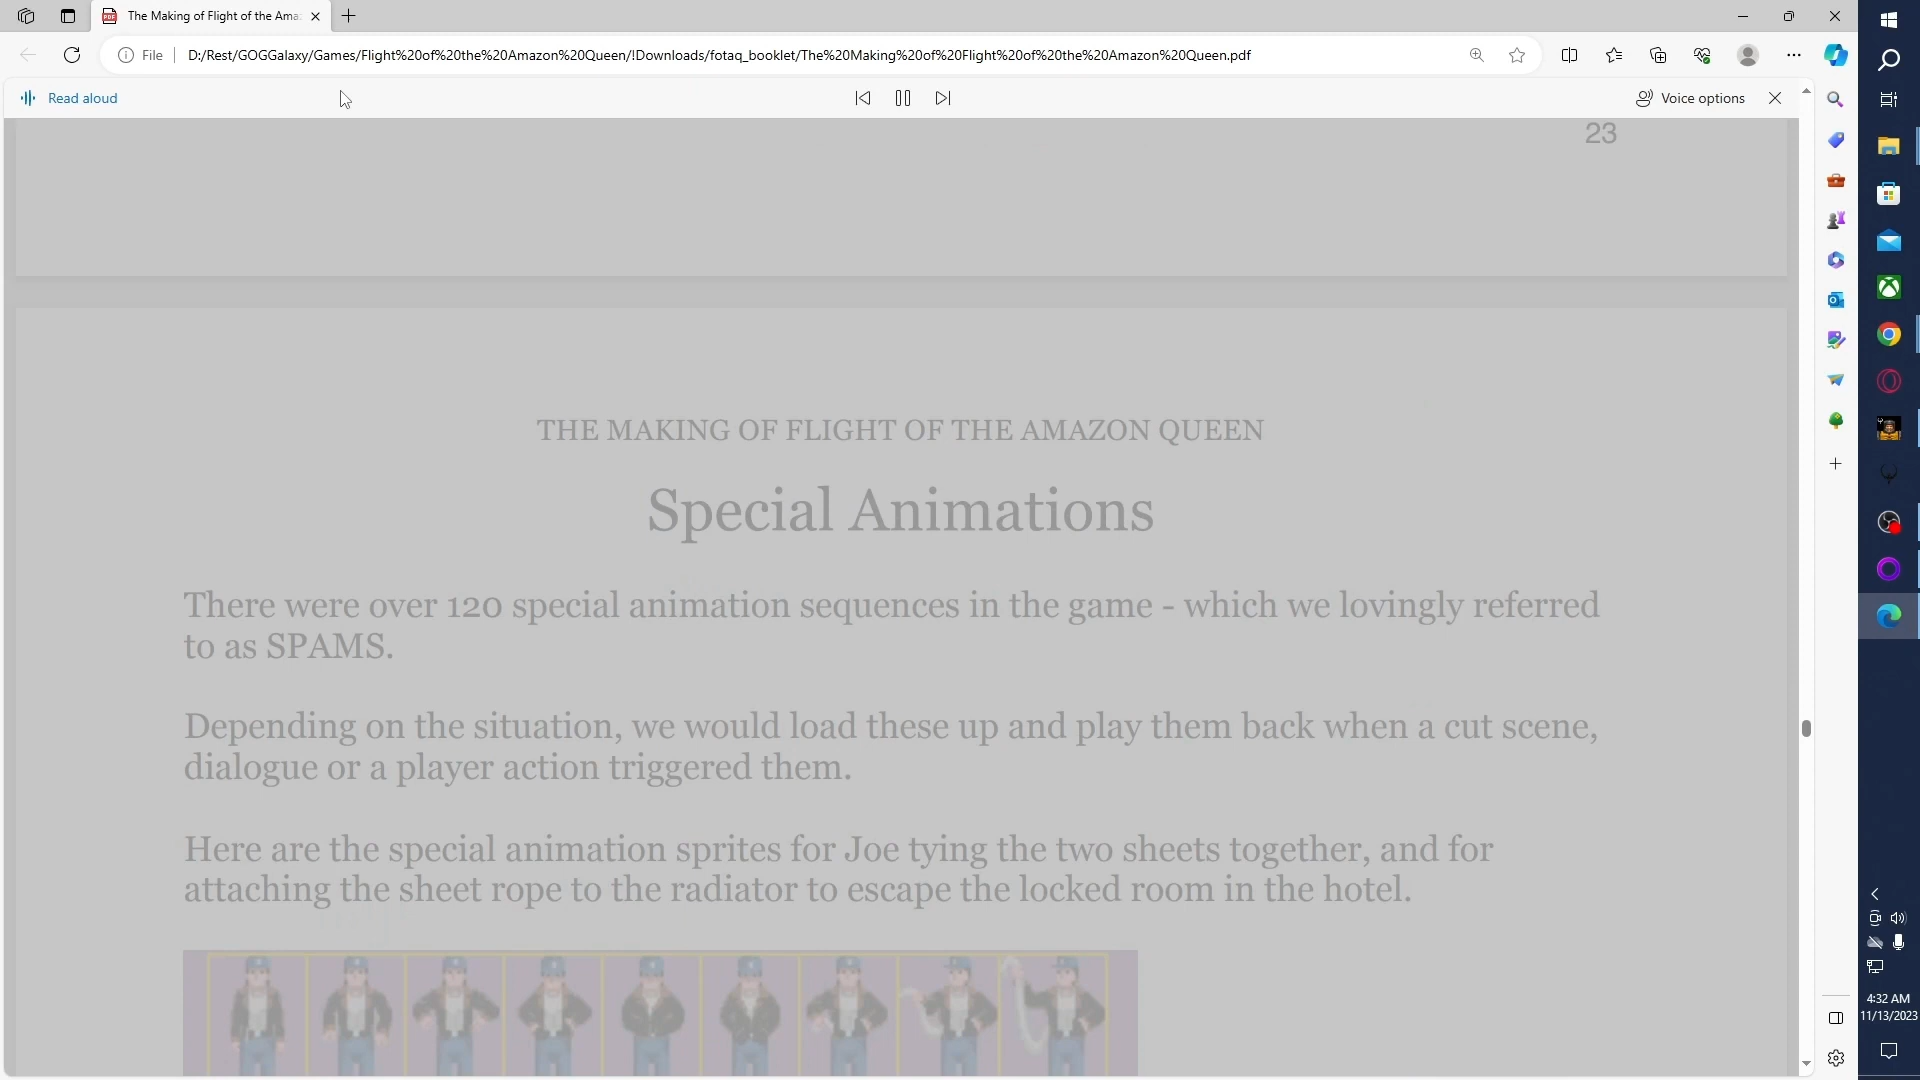 The Making of Flight of the Ama
File
D:/Rest/GOGGalaxy/Games/Flight%20of%20the%20Amazon%20Queen/!Downloads/fotaq_booklet/The%20Making%20of%20Flight%20of%20the%20Amazon%20Queen.pdf
Read aloud
Voice options
23
THE MAKING OF FLIGHT OF THE AMAZON QUEEN
Special Animations
There were over 120 special animation sequences in the game - which we lovingly referred
to as SPAMS.
Depending on the situation, we would load these up and play them back when a cut scene,
dialogue or a player action triggered them.
Here are the special animation sprites for Joe tying the two sheets together, and for
attaching the sheet rope to the radiator to escape the locked room in the hotel.
4:32 AM
11/13/2023